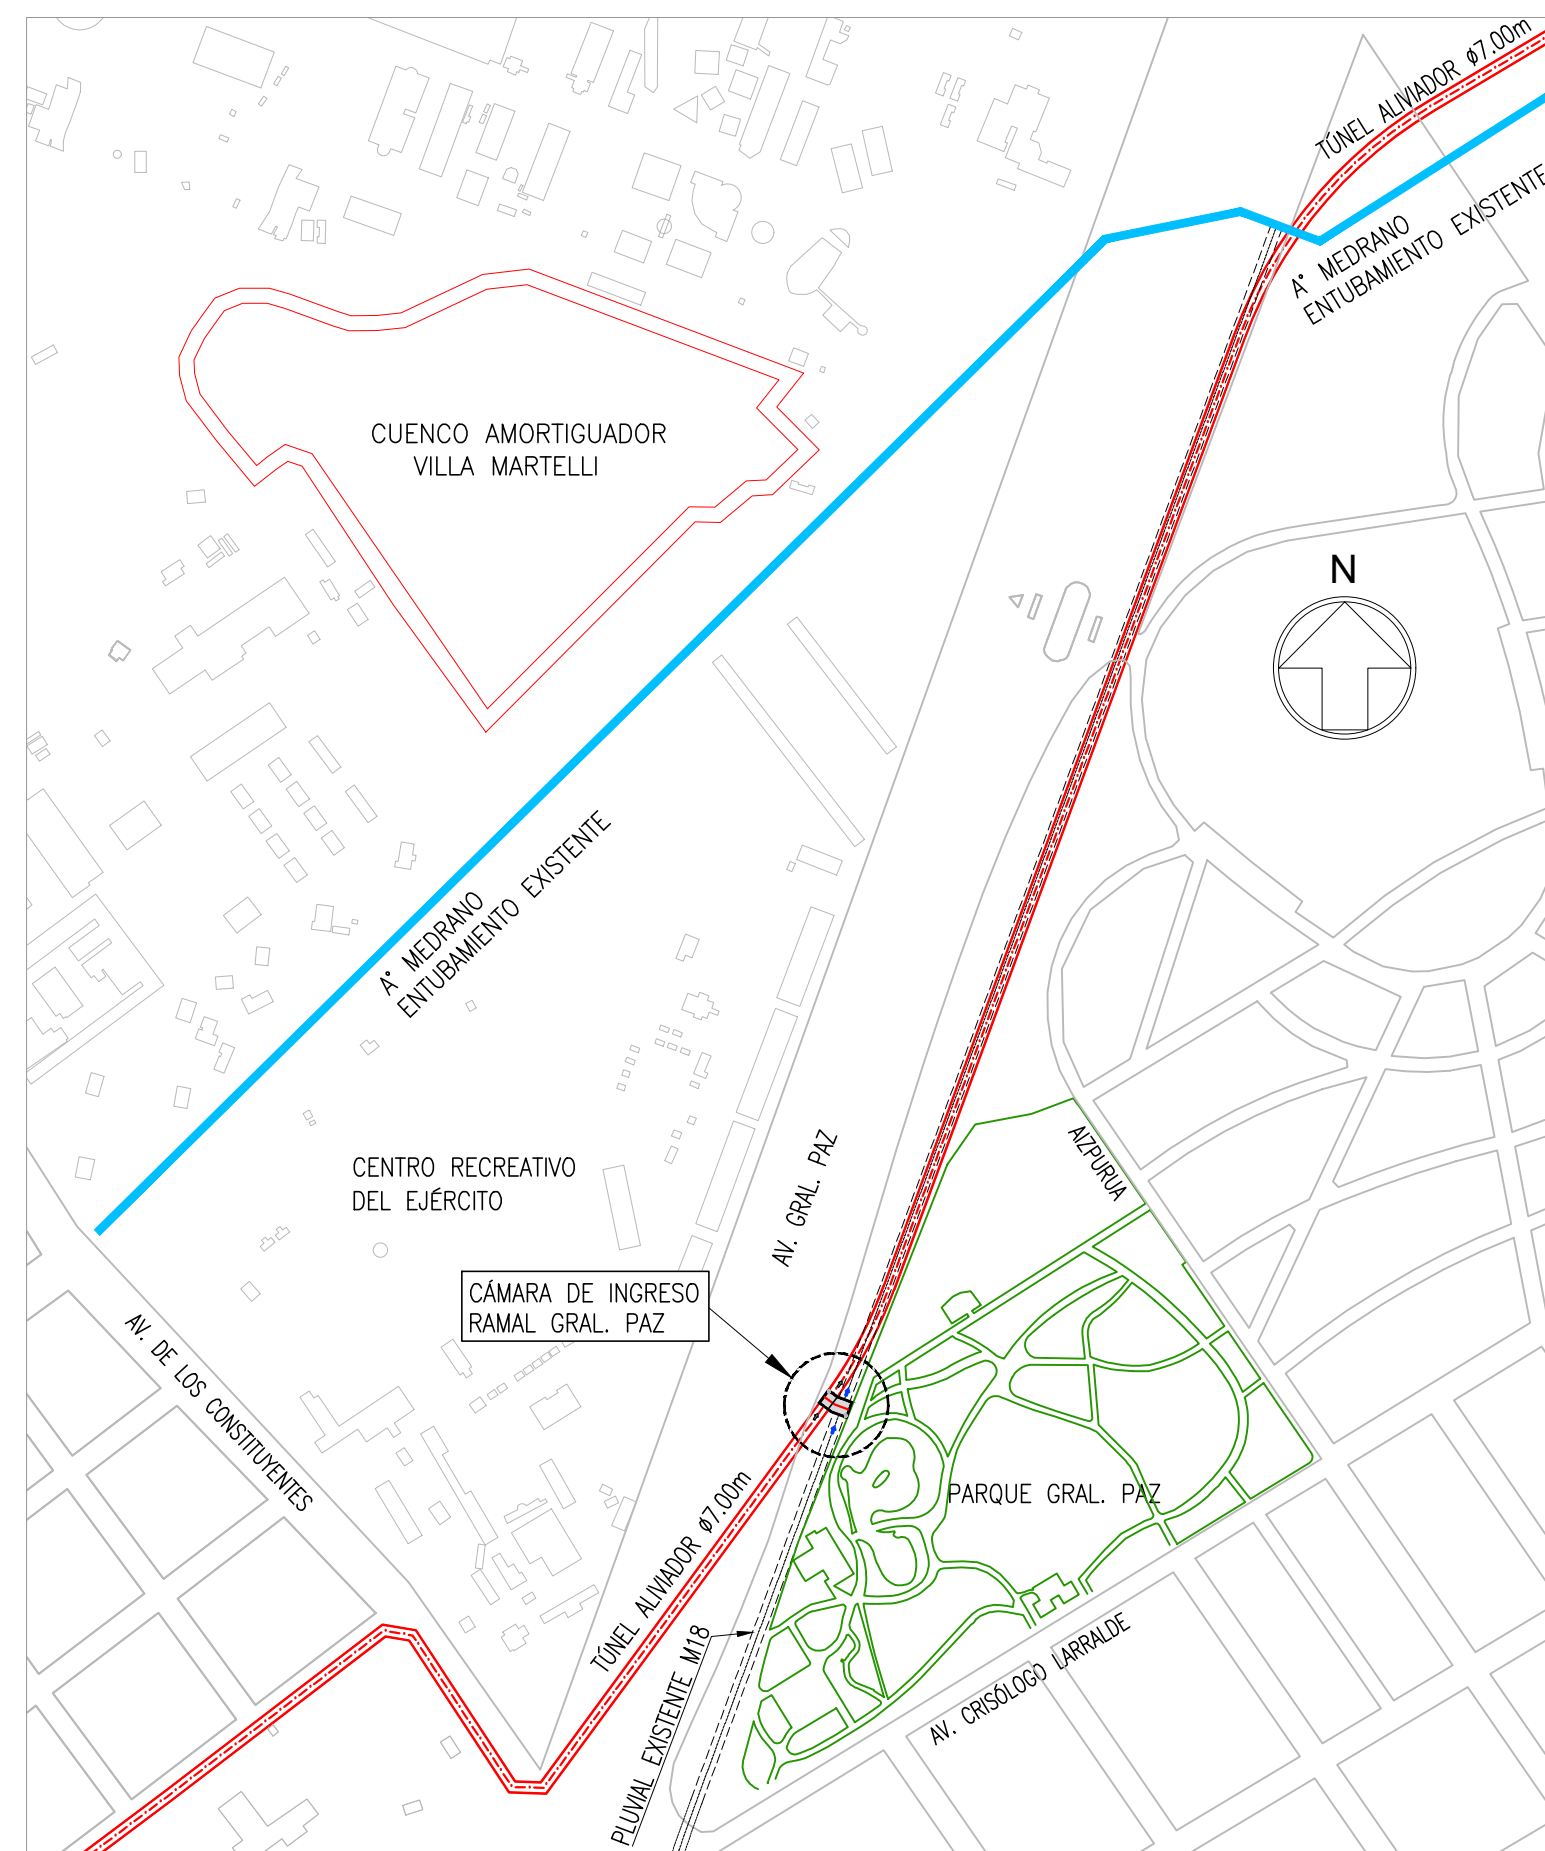 TÚNEL ALIVIADOR ø7.00m
A° MEDRANO
ENTUBAMIENTO EXISTENTE
CUENCO AMORTIGUADOR
VILLA MARTELLI
N
A° MEDRANO
ENTUBAMIENTO EXISTENTE
CENTRO RECREATIVO
DEL EJÉRCITO
AV. GRAL. PAZ
AIZPURUA
CÁMARA DE INGRESO
RAMAL GRAL. PAZ
AV. DE LOS CONSTITUYENTES
PARQUE GRAL. PAZ
TÚNEL ALIVIADOR ø7.00m
PLUVIAL EXISTENTE M18
AV. CRISÓLOGO LARRALDE